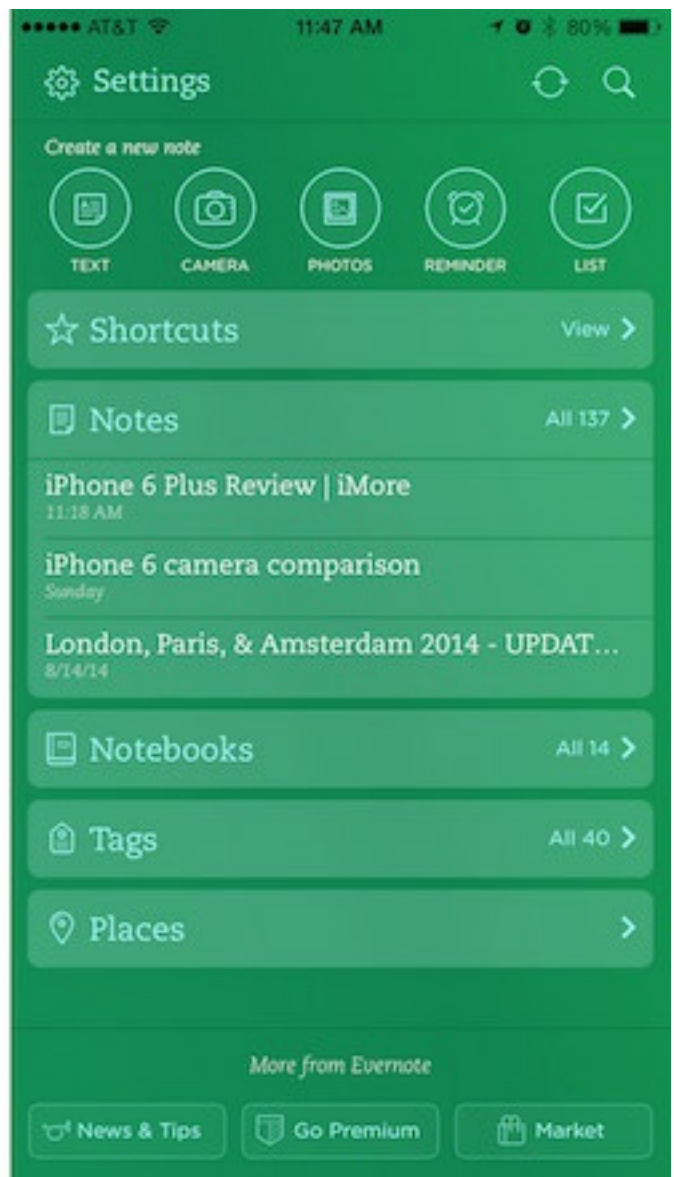 AT&T 11:47 AM 80%
Settings
Create a new note
TEXT CAMERA PHOTOS REMINDER LIST
Shortcuts View
Notes All 137
iPhone 6 Plus Review | iMore
11:18 AM
iPhone 6 camera comparison
Sunday
London, Paris, & Amsterdam 2014 - UPDAT...
8/14/14
Notebooks All 14
Tags All 40
Places
More from Evernote
News & Tips Go Premium Market